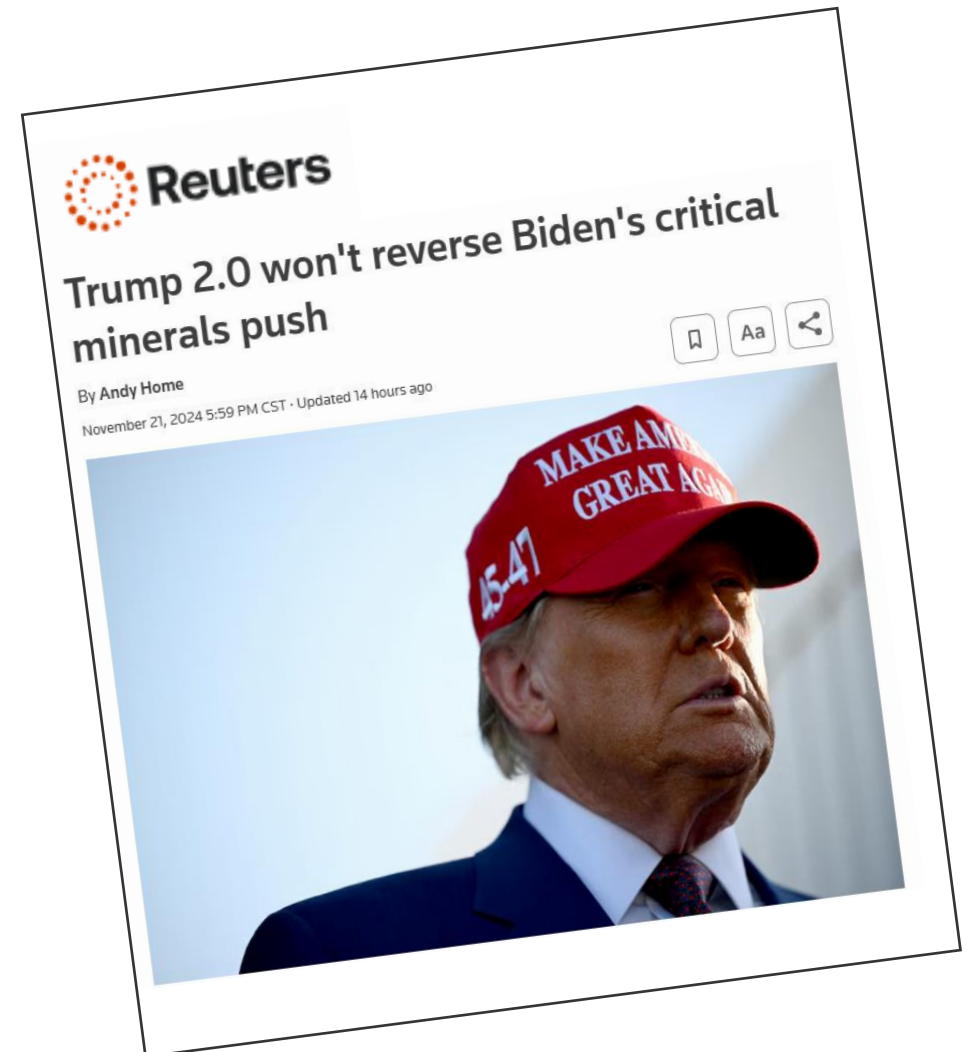 Reuters
Trump 2.0 won't reverse Biden's critical
minerals push
Aa
By Andy Home
November 21, 2024 5:59 PM CST · Updated 14 hours ago
MAKE
GREAT
45-47